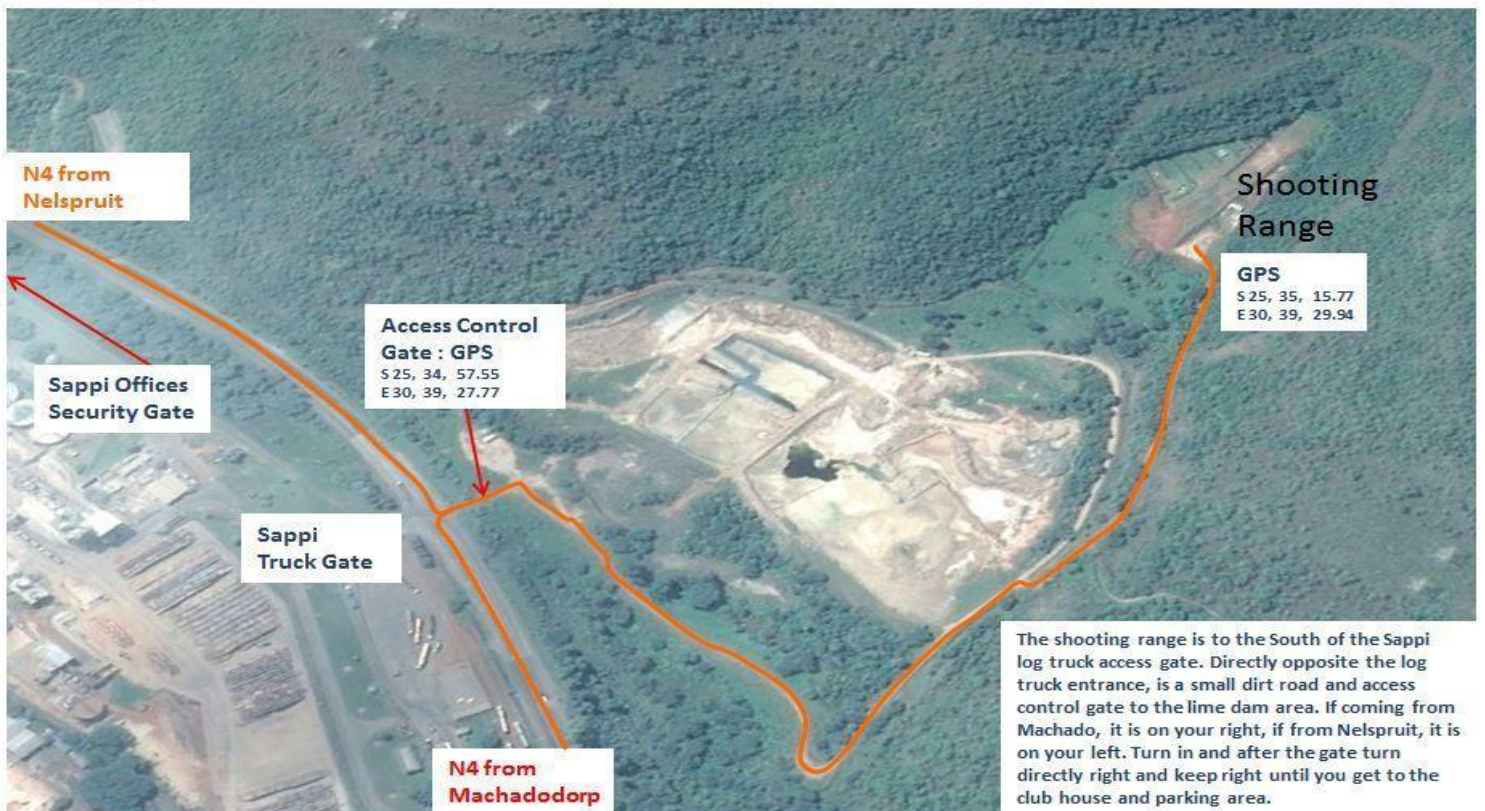 N4 from
Nelspruit
Sappi Offices
Security Gate
Access Control
Gate : GPS
S 25, 34, 57.55
E 30, 39, 27.77
Shooting
Range
GPS
S 25, 35, 15.77
E 30, 39, 29.94
Sappi
Truck Gate
N4 from
Machadodorp
The shooting range is to the South of the Sappi
log truck access gate. Directly opposite the log
truck entrance, is a small dirt road and access
control gate to the lime dam area. If coming from
Machado, it is on your right, if from Nelspruit, it is
on your left. Turn in and after the gate turn
directly right and keep right until you get to the
club house and parking area.